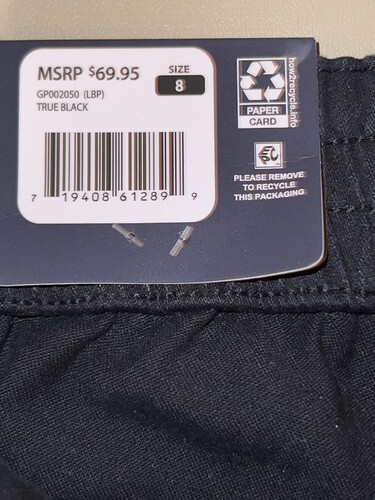 MSRP $69.95
SIZE
8
GP002050 (LBP)
TRUE BLACK
7 19408 61289 9
how2recycle.info
PAPER
CARD
PLEASE REMOVE
TO RECYCLE
THIS PACKAGING